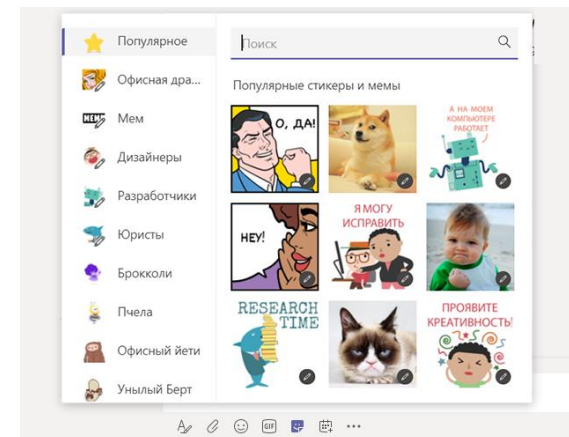 Популярное
Офисная дра...
Мем
Дизайнеры
Разработчики
Юристы
Брокколи
Пчела
Офисный йети
Унылый Берт
Поиск
Популярные стикеры и мемы
О, ДА!
А НА МОЕМ
КОМПЬЮТЕРЕ
РАБОТАЕТ
HEY!
Я МОГУ
ИСПРАВИТЬ
RESEARCH
TIME
ПРОЯВИТЕ
КРЕАТИВНОСТЬ!
GIF